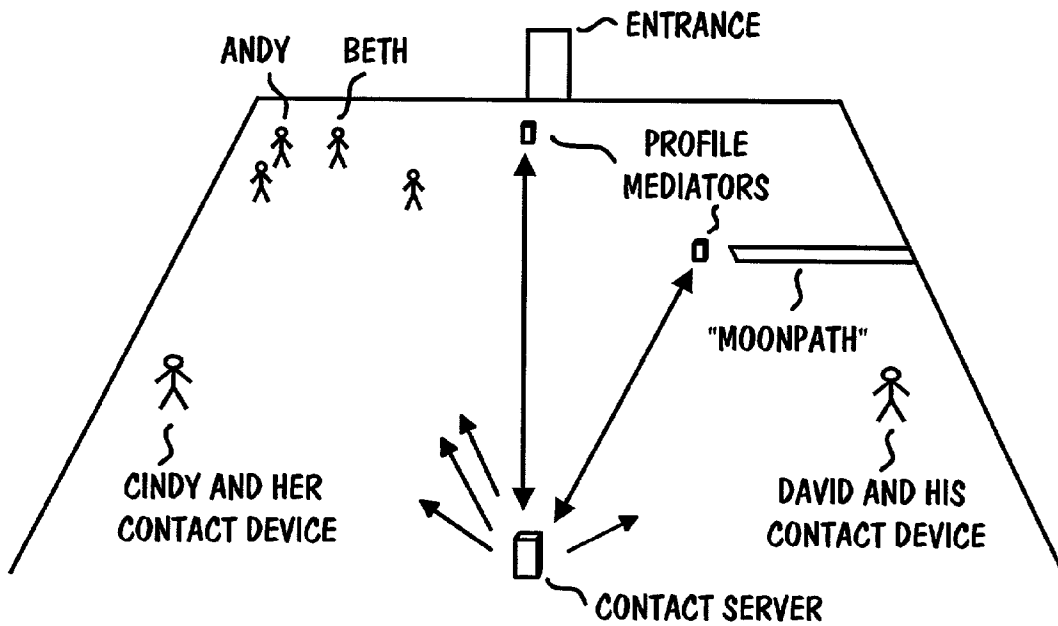 ENTRANCE
ANDY
BETH
PROFILE
MEDIATORS
"MOONPATH"
CINDY AND HER
CONTACT DEVICE
DAVID AND HIS
CONTACT DEVICE
CONTACT SERVER